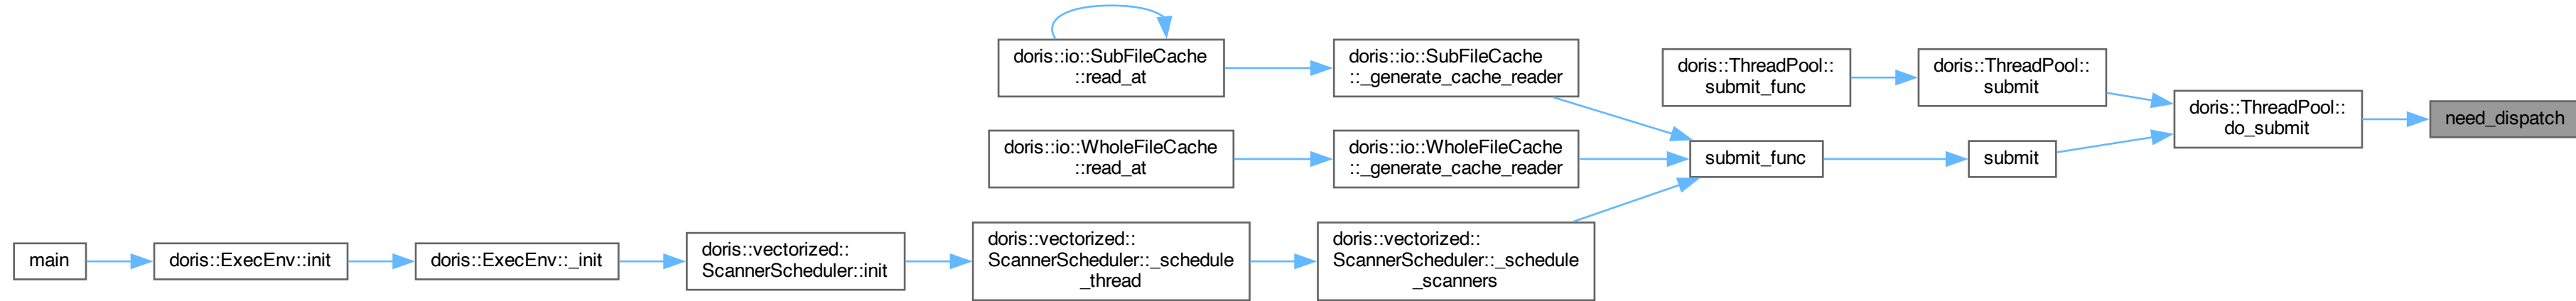 doris::io::SubFileCache
::read_at
doris::io::SubFileCache
::_generate_cache_reader
doris::ThreadPool::
submit_func
doris::ThreadPool::
submit
doris::ThreadPool::
do_submit
need_dispatch
doris::io::WholeFileCache
::read_at
doris::io::WholeFileCache
::_generate_cache_reader
submit_func
submit
main
doris::ExecEnv::init
doris::ExecEnv::_init
doris::vectorized::
ScannerScheduler::init
doris::vectorized::
ScannerScheduler::_schedule
_thread
doris::vectorized::
ScannerScheduler::_schedule
_scanners